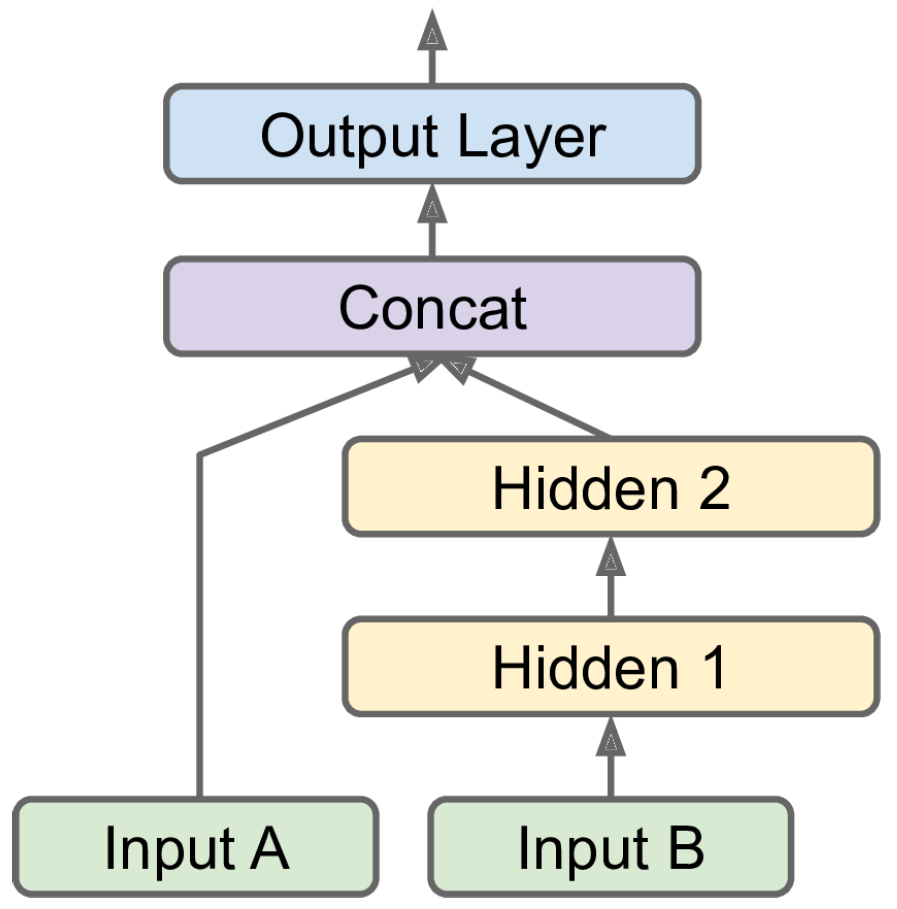 Output Layer
Concat
Hidden 2
Hidden 1
Input A
Input B